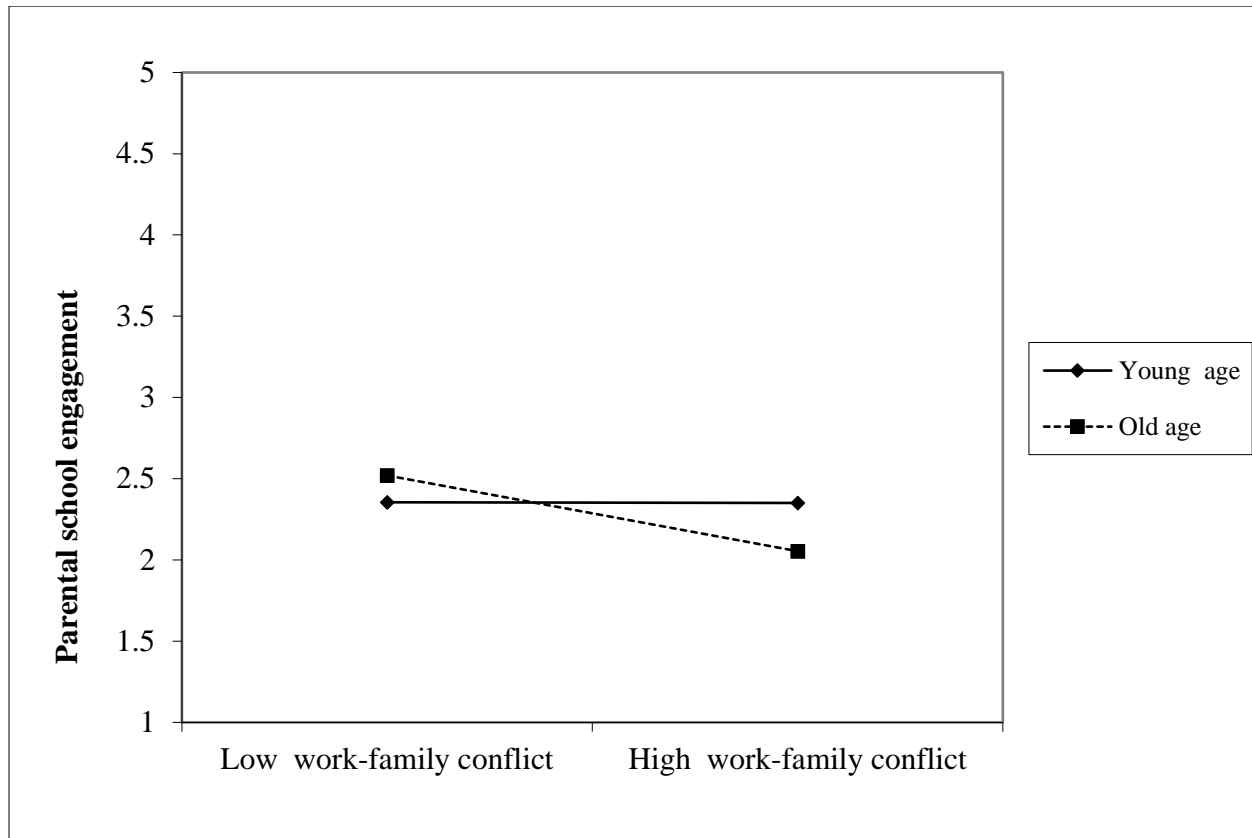 5
4.5
4
3.5
3
2.5
2
1.5
1
Parental school engagement
Low work-family conflict
High work-family conflict
Young age
Old age